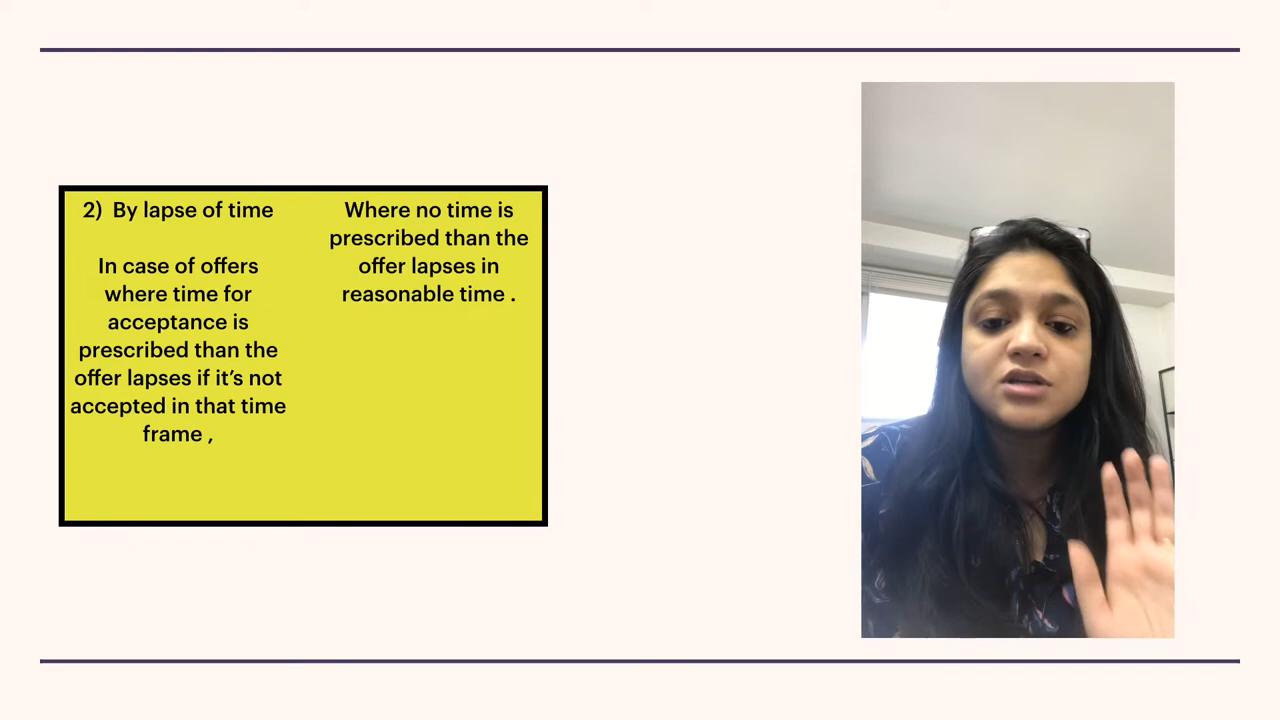 2) By lapse of time
In case of offers
where time for
acceptance is
prescribed than the
offer lapses if it’s not
accepted in that time
frame ,
Where no time is
prescribed than the
offer lapses in
reasonable time .